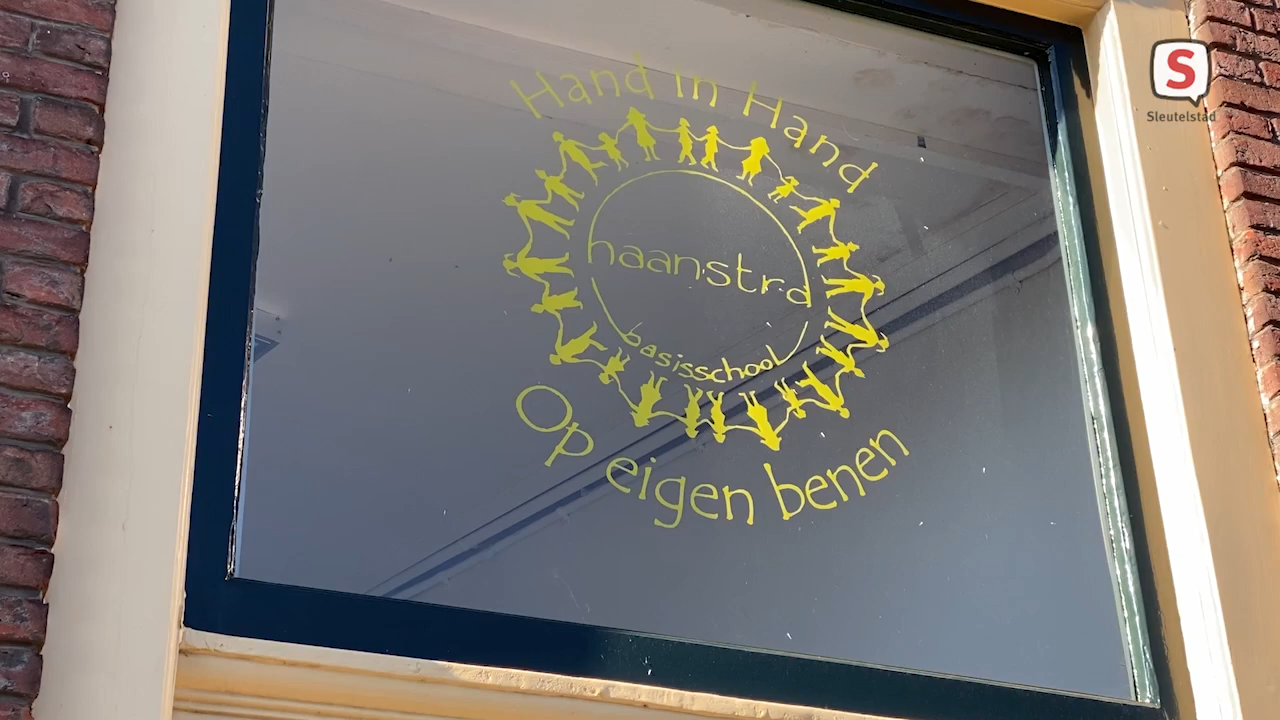 Hand in Hand
haanstra
basisschool
Op eigen benen
S
Sleutelstad